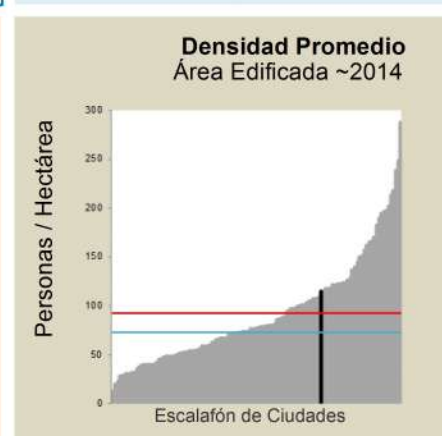 Densidad Promedio
Área Edificada ~2014
Personas / Hectárea
300
250
200
150
100
50
0
Escalafón de Ciudades